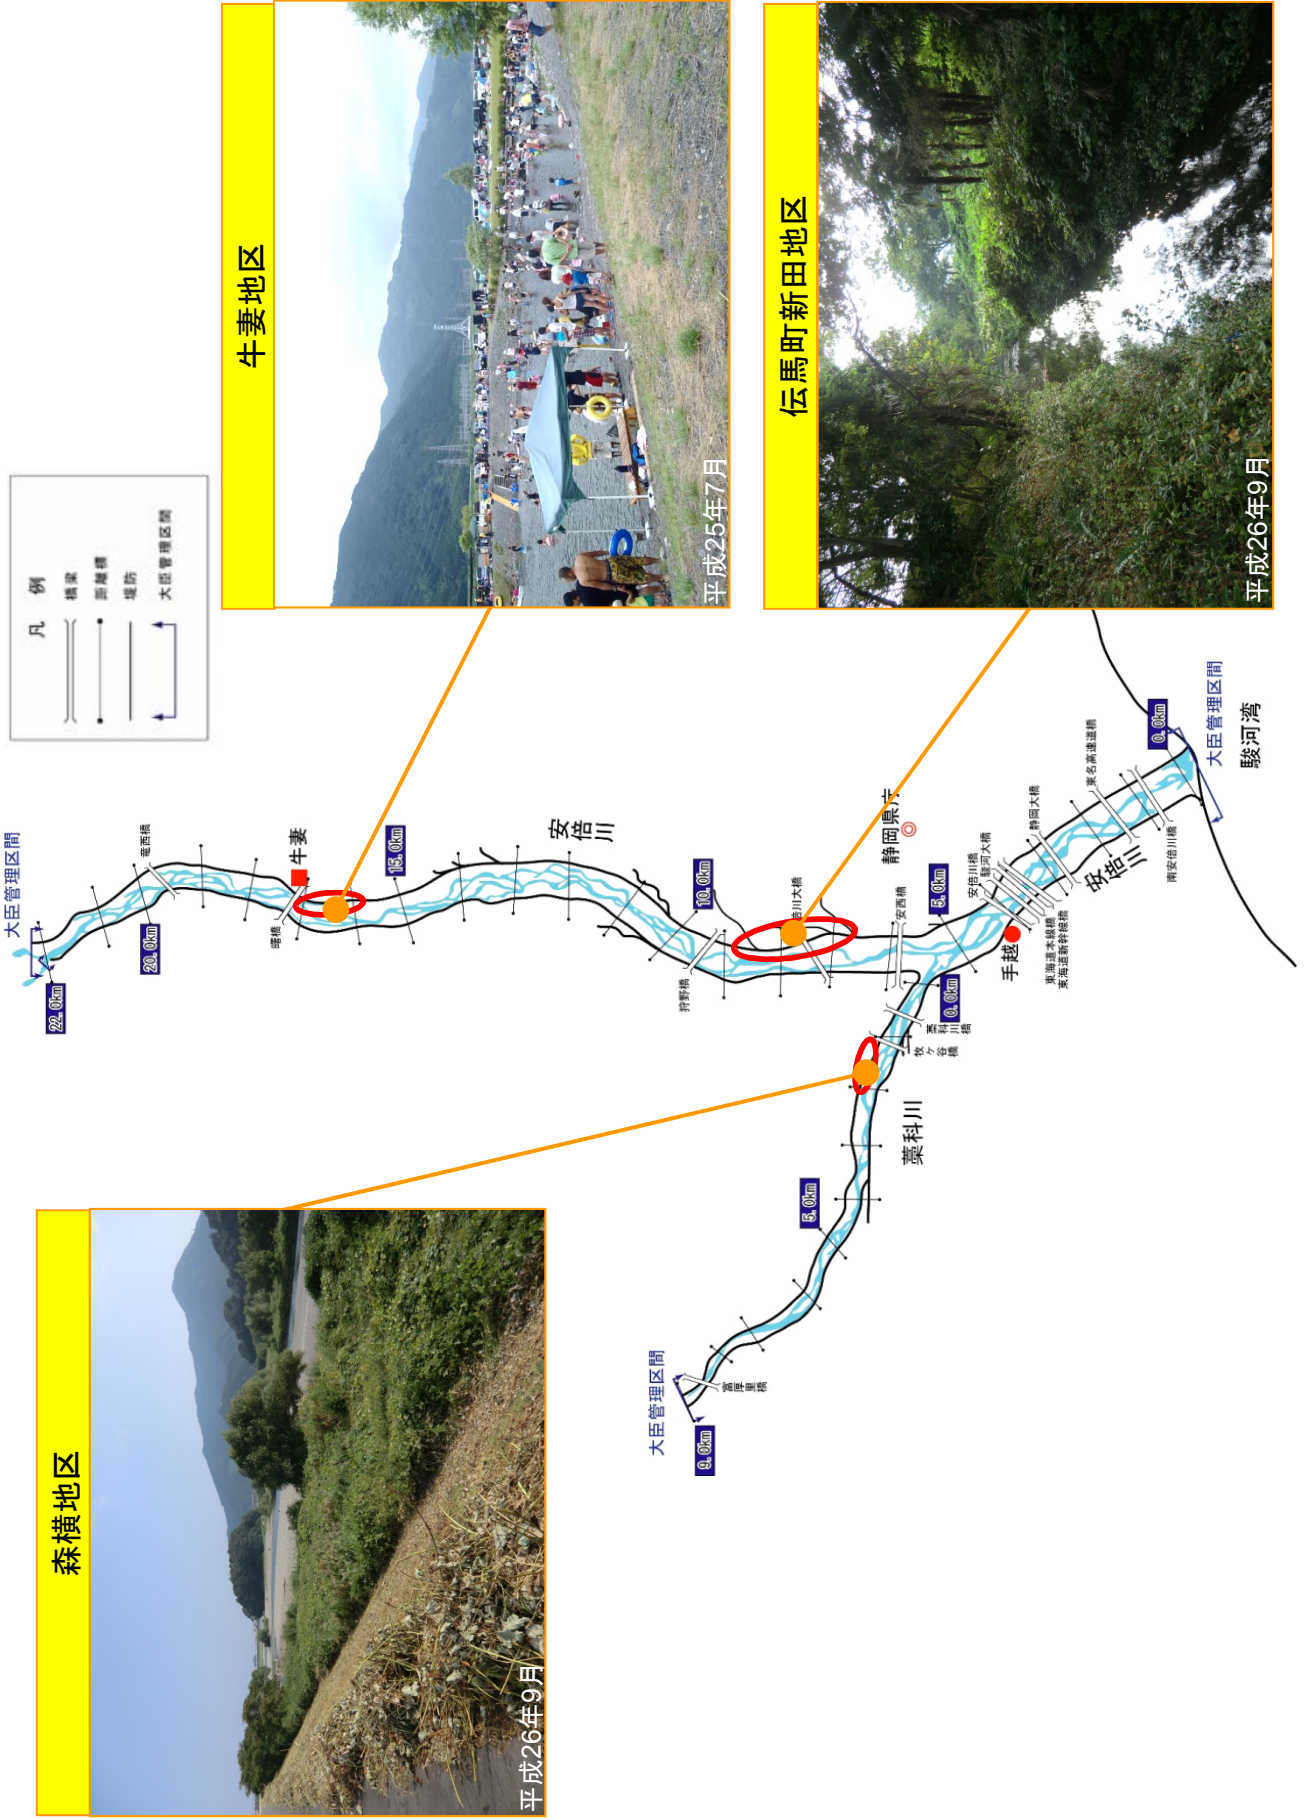 森横地区
平成26年9月
牛妻地区
平成25年7月
伝馬町新田地区
平成26年9月
凡 例
橋梁
距離標
堤防
大臣管理区間
大臣管理区間
22.0km
竜西橋
20.0km
曙橋
牛妻
15.0km
安倍川
10.0km
狩野橋
倍川大橋
静岡県庁
安西橋
5.0km
0.0km
藁科川橋
牧ヶ谷橋
藁科川
5.0km
富厚里橋
9.0km
大臣管理区間
手越
安倍川橋
駿河大橋
東海道本線橋
東海道新幹線橋
静岡大橋
安倍川
東名高速道橋
南安倍川橋
0.0km
大臣管理区間
駿河湾